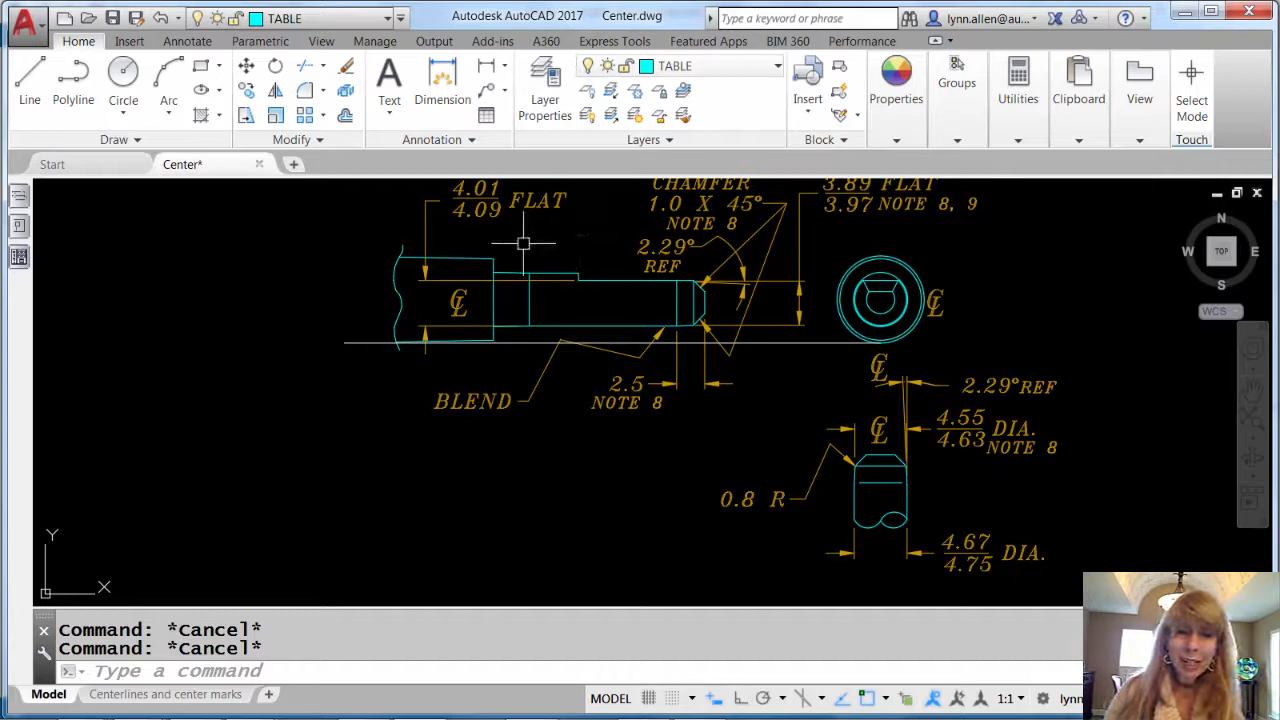 TABLE
Autodesk AutoCAD 2017 Center.dwg
Type a keyword or phrase
lynn.allen@au...
Home Insert Annotate Parametric View Manage Output Add-ins A360 Express Tools Featured Apps BIM 360 Performance
TABLE
Line Polyline Circle Arc
Text Dimension
Layer Properties
Insert
Properties
Groups
Utilities
Clipboard
View
Select Mode
Draw Modify Annotation Layers Block Touch
Start Center*
4.01
4.09 FLAT
CHAMFER
1.0 X 45°
NOTE 8
3.89 FLAT
3.97 NOTE 8, 9
2.29°
REF
℄
℄
BLEND
2.5
NOTE 8
℄
2.29°REF
℄
4.55
4.63 DIA.
NOTE 8
0.8 R
4.67
4.75 DIA.
N
W TOP E
S
WCS
Y
X
Command: *Cancel*
Command: *Cancel*
Type a command
Model Centerlines and center marks
MODEL 1:1 lynn